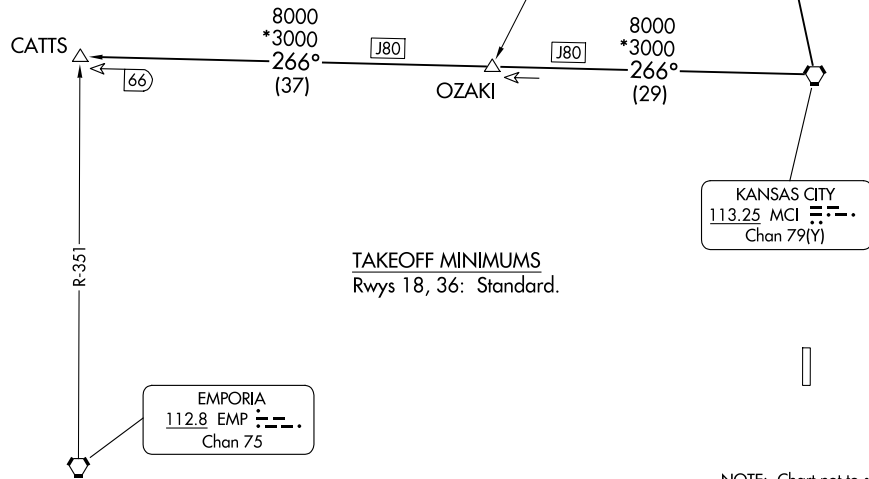 8000
*3000
J80
266°
(37)
8000
*3000
J80
266°
(29)
CATTS
66
OZAKI
KANSAS CITY
113.25 MCI
Chan 79(Y)
R-351
TAKEOFF MINIMUMS
Rwys 18, 36: Standard.
EMPORIA
112.8 EMP
Chan 75
NOTE: Chart not to